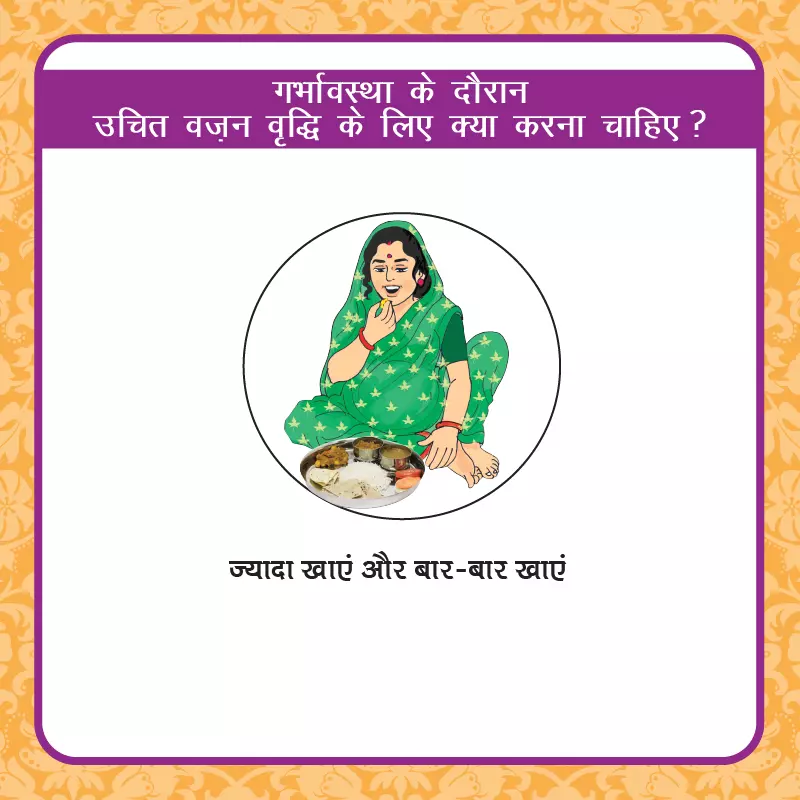 गर्भावस्था के दौरान
उचित वज़न वृद्धि के लिए क्या करना चाहिए ?
ज्यादा खाएं और बार-बार खाएं